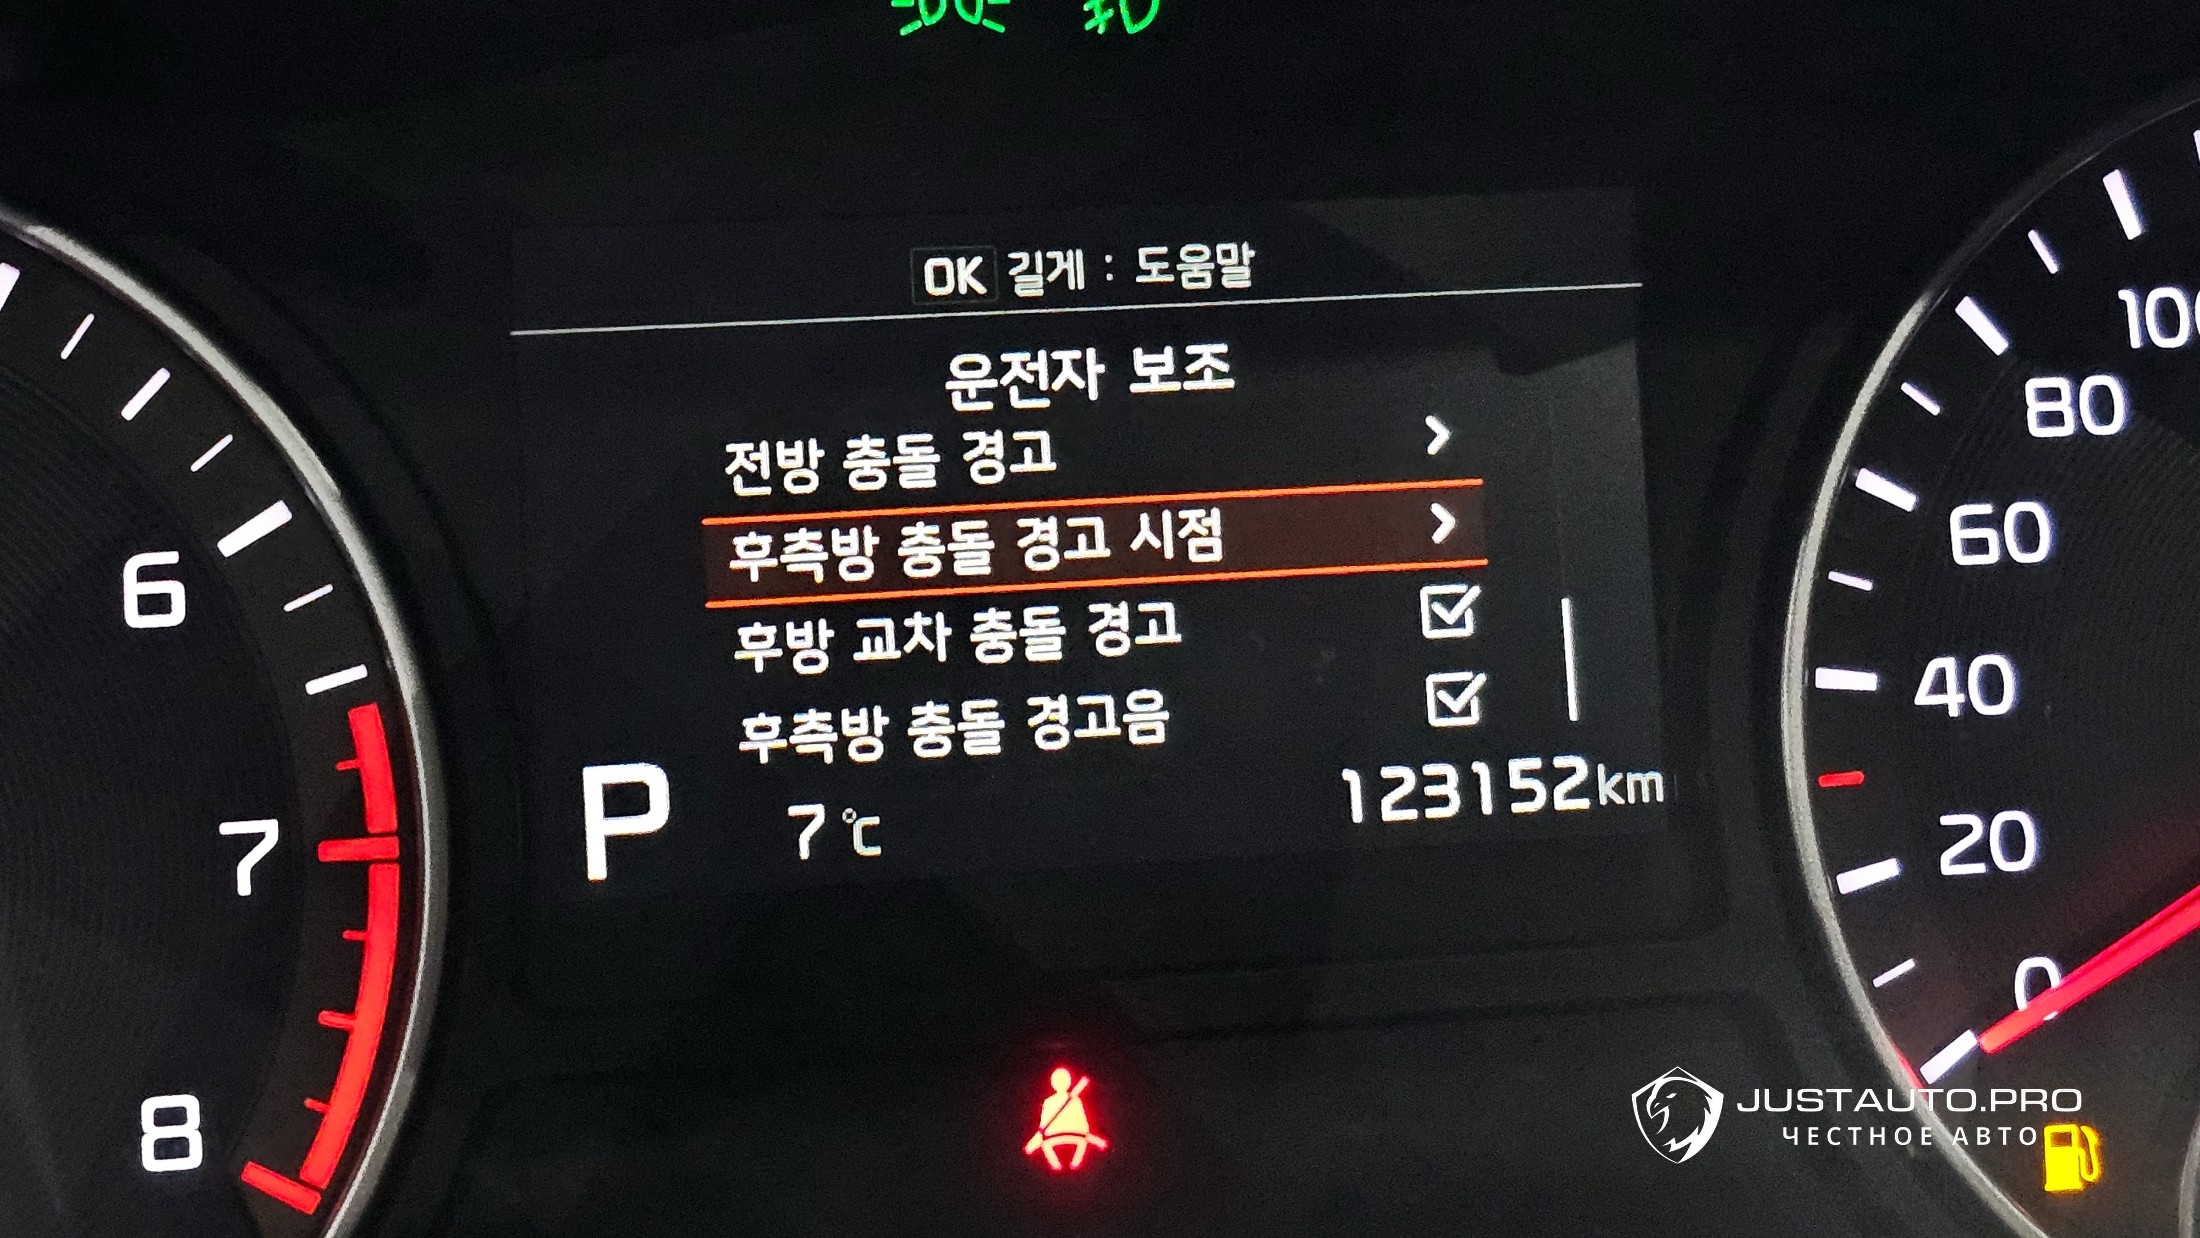 OK 길게 : 도움말
운전자 보조
전방 충돌 경고
후측방 충돌 경고 시점
후방 교차 충돌 경고
후측방 충돌 경고음
P 7℃ 123152km
6
7
8
100
80
60
40
20
0
JUSTAUTO.PRO
ЧЕСТНОЕ АВТО